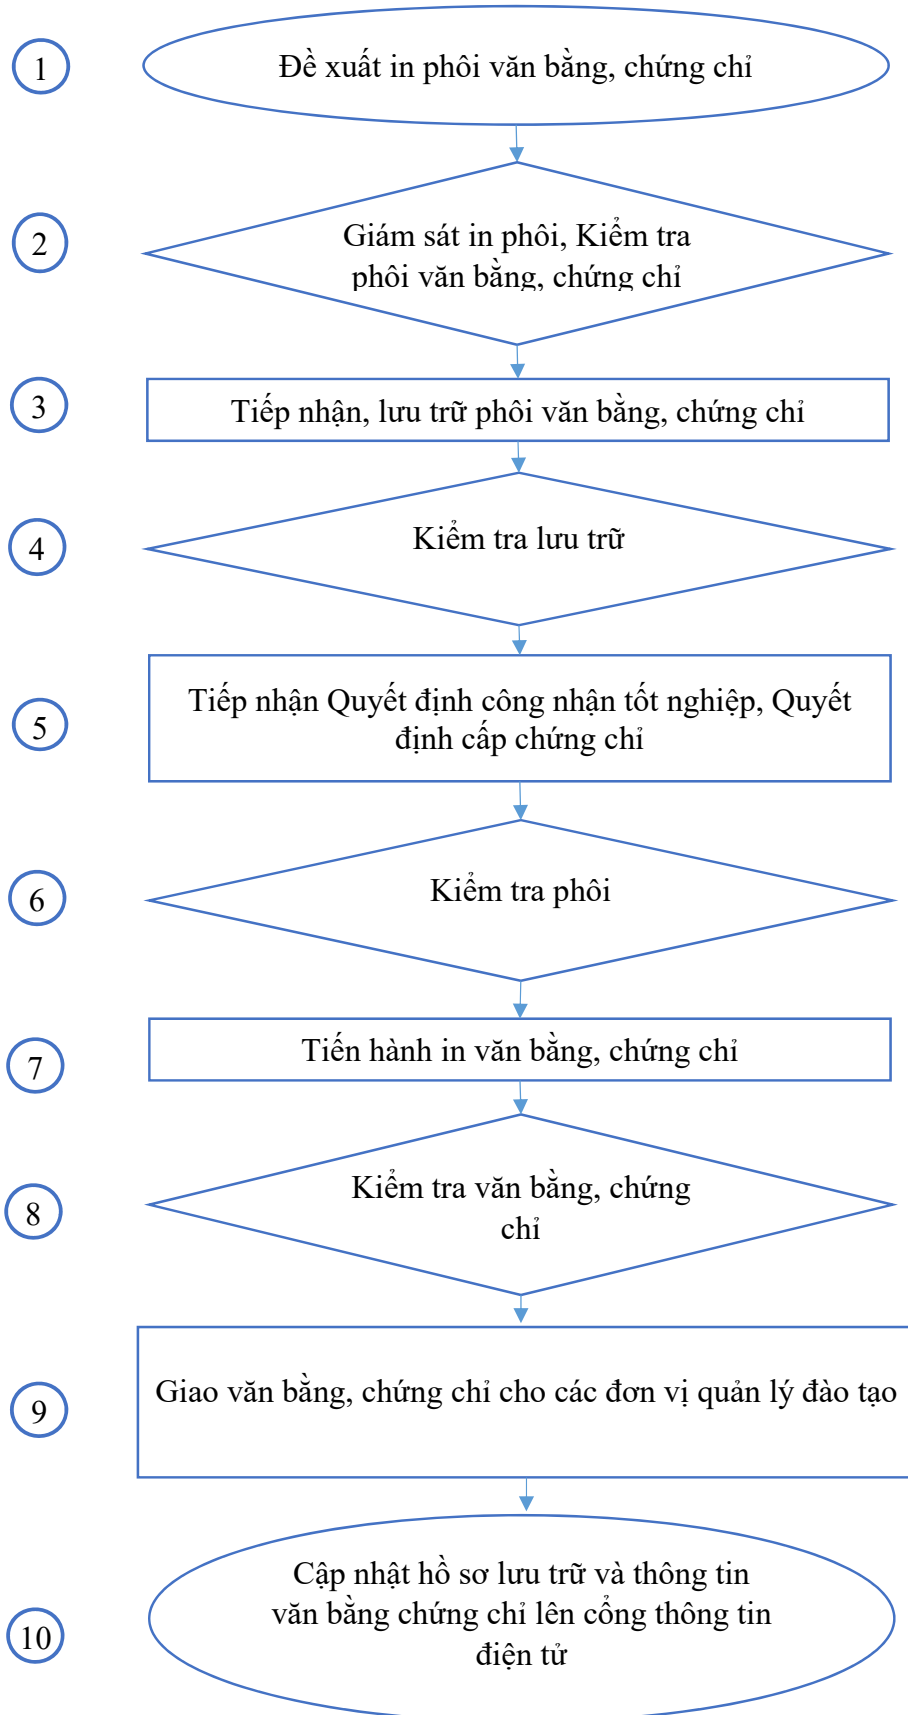 1
Đề xuất in phôi văn bằng, chứng chỉ
2
Giám sát in phôi, Kiểm tra
phôi văn bằng, chứng chỉ
3
Tiếp nhận, lưu trữ phôi văn bằng, chứng chỉ
4
Kiểm tra lưu trữ
5
Tiếp nhận Quyết định công nhận tốt nghiệp, Quyết
định cấp chứng chỉ
6
Kiểm tra phôi
7
Tiến hành in văn bằng, chứng chỉ
8
Kiểm tra văn bằng, chứng
chỉ
9
Giao văn bằng, chứng chỉ cho các đơn vị quản lý đào tạo
10
Cập nhật hồ sơ lưu trữ và thông tin
văn bằng chứng chỉ lên cổng thông tin
điện tử